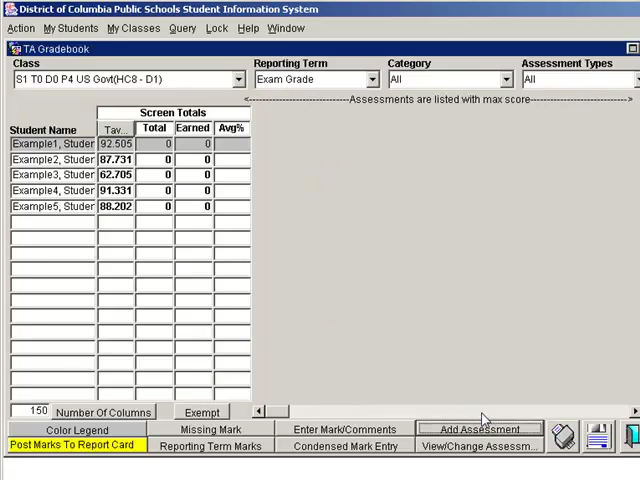 District of Columbia Public Schools Student Information System
Action My Students My Classes Query Lock Help Window
TA Gradebook
Class Reporting Term Category Assessment Types
S1 T0 D0 P4 US Govt(HC8 - D1) Exam Grade All All
<--------------------------Assessments are listed with max score-------------------------->
Screen Totals
Student Name Tav... Total Earned Avg%
Example1, Studer 92.505 0 0
Example2, Studer 87.731 0 0
Example3, Studer 62.705 0 0
Example4, Studer 91.331 0 0
Example5, Studer 88.202 0 0
150 Number Of Columns Exempt
Color Legend Missing Mark Enter Mark/Comments Add Assessment
Post Marks To Report Card Reporting Term Marks Condensed Mark Entry View/Change Assessm...